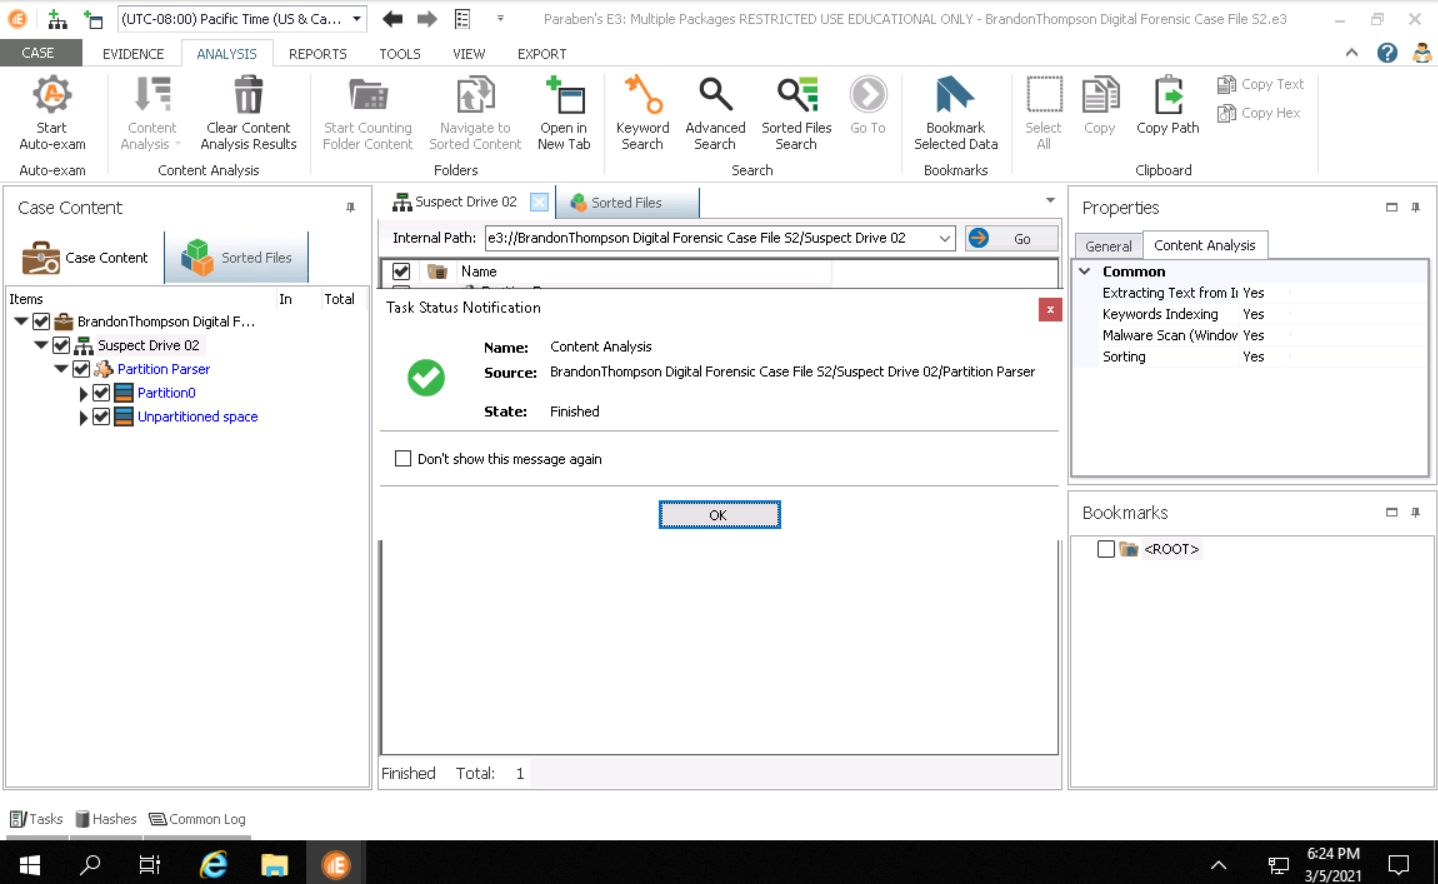 (UTC-08:00) Pacific Time (US & Ca...
Paraben's E3: Multiple Packages RESTRICTED USE EDUCATIONAL ONLY - BrandonThompson Digital Forensic Case File S2.e3
CASE
EVIDENCE
ANALYSIS
REPORTS
TOOLS
VIEW
EXPORT
Start
Auto-exam
Content
Analysis
Clear Content
Analysis Results
Start Counting
Folder Content
Navigate to
Sorted Content
Open in
New Tab
Keyword
Search
Advanced
Search
Sorted Files
Search
Go To
Bookmark
Selected Data
Select
All
Copy
Copy Path
Copy Text
Copy Hex
Auto-exam
Content Analysis
Folders
Search
Bookmarks
Clipboard
Case Content
Case Content
Sorted Files
Items
In
Total
BrandonThompson Digital F...
Suspect Drive 02
Partition Parser
Partition0
Unpartitioned space
Suspect Drive 02
Sorted Files
Internal Path:
e3://BrandonThompson Digital Forensic Case File S2/Suspect Drive 02
Go
Name
Task Status Notification
x
Name: Content Analysis
Source: BrandonThompson Digital Forensic Case File S2/Suspect Drive 02/Partition Parser
State: Finished
Don't show this message again
OK
Finished Total: 1
Properties
General
Content Analysis
Common
Extracting Text from I Yes
Keywords Indexing Yes
Malware Scan (Window Yes
Sorting Yes
Bookmarks
<ROOT>
Tasks
Hashes
Common Log
6:24 PM
3/5/2021